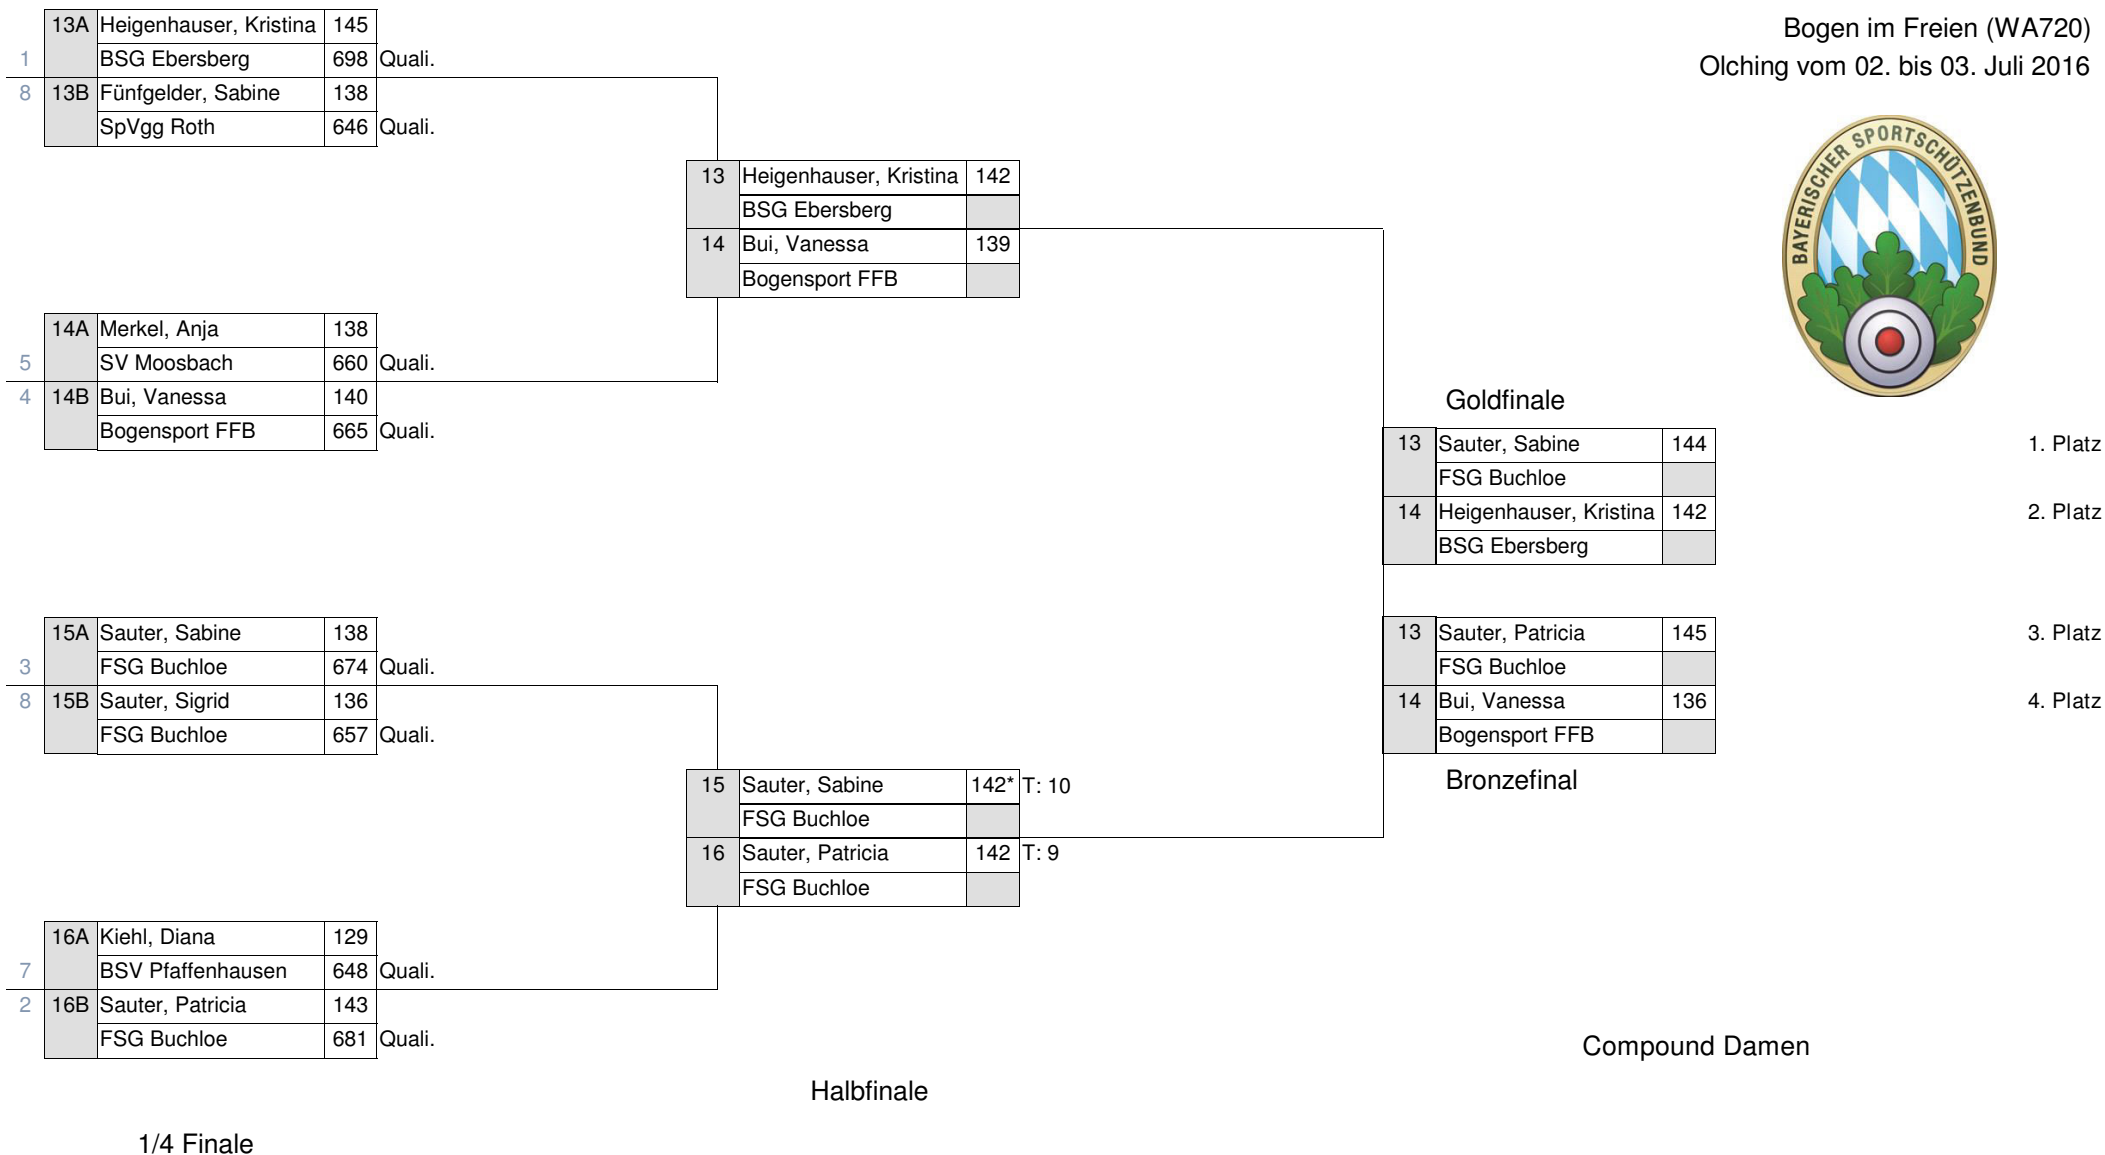 Bogen im Freien (WA720)
Olching vom 02. bis 03. Juli 2016
BAYERISCHER SPORTSCHÜTZENBUND
13A Heigenhauser, Kristina 145
1 BSG Ebersberg 698 Quali.
8 13B Fünfgelder, Sabine 138
SpVgg Roth 646 Quali.
14A Merkel, Anja 138
5 SV Moosbach 660 Quali.
4 14B Bui, Vanessa 140
Bogensport FFB 665 Quali.
15A Sauter, Sabine 138
3 FSG Buchloe 674 Quali.
8 15B Sauter, Sigrid 136
FSG Buchloe 657 Quali.
16A Kiehl, Diana 129
7 BSV Pfaffenhausen 648 Quali.
2 16B Sauter, Patricia 143
FSG Buchloe 681 Quali.
1/4 Finale
13 Heigenhauser, Kristina 142
BSG Ebersberg
14 Bui, Vanessa 139
Bogensport FFB
15 Sauter, Sabine 142* T: 10
FSG Buchloe
16 Sauter, Patricia 142 T: 9
FSG Buchloe
Halbfinale
Goldfinale
13 Sauter, Sabine 144 1. Platz
FSG Buchloe
14 Heigenhauser, Kristina 142 2. Platz
BSG Ebersberg
13 Sauter, Patricia 145 3. Platz
FSG Buchloe
14 Bui, Vanessa 136 4. Platz
Bogensport FFB
Bronzefinal
Compound Damen